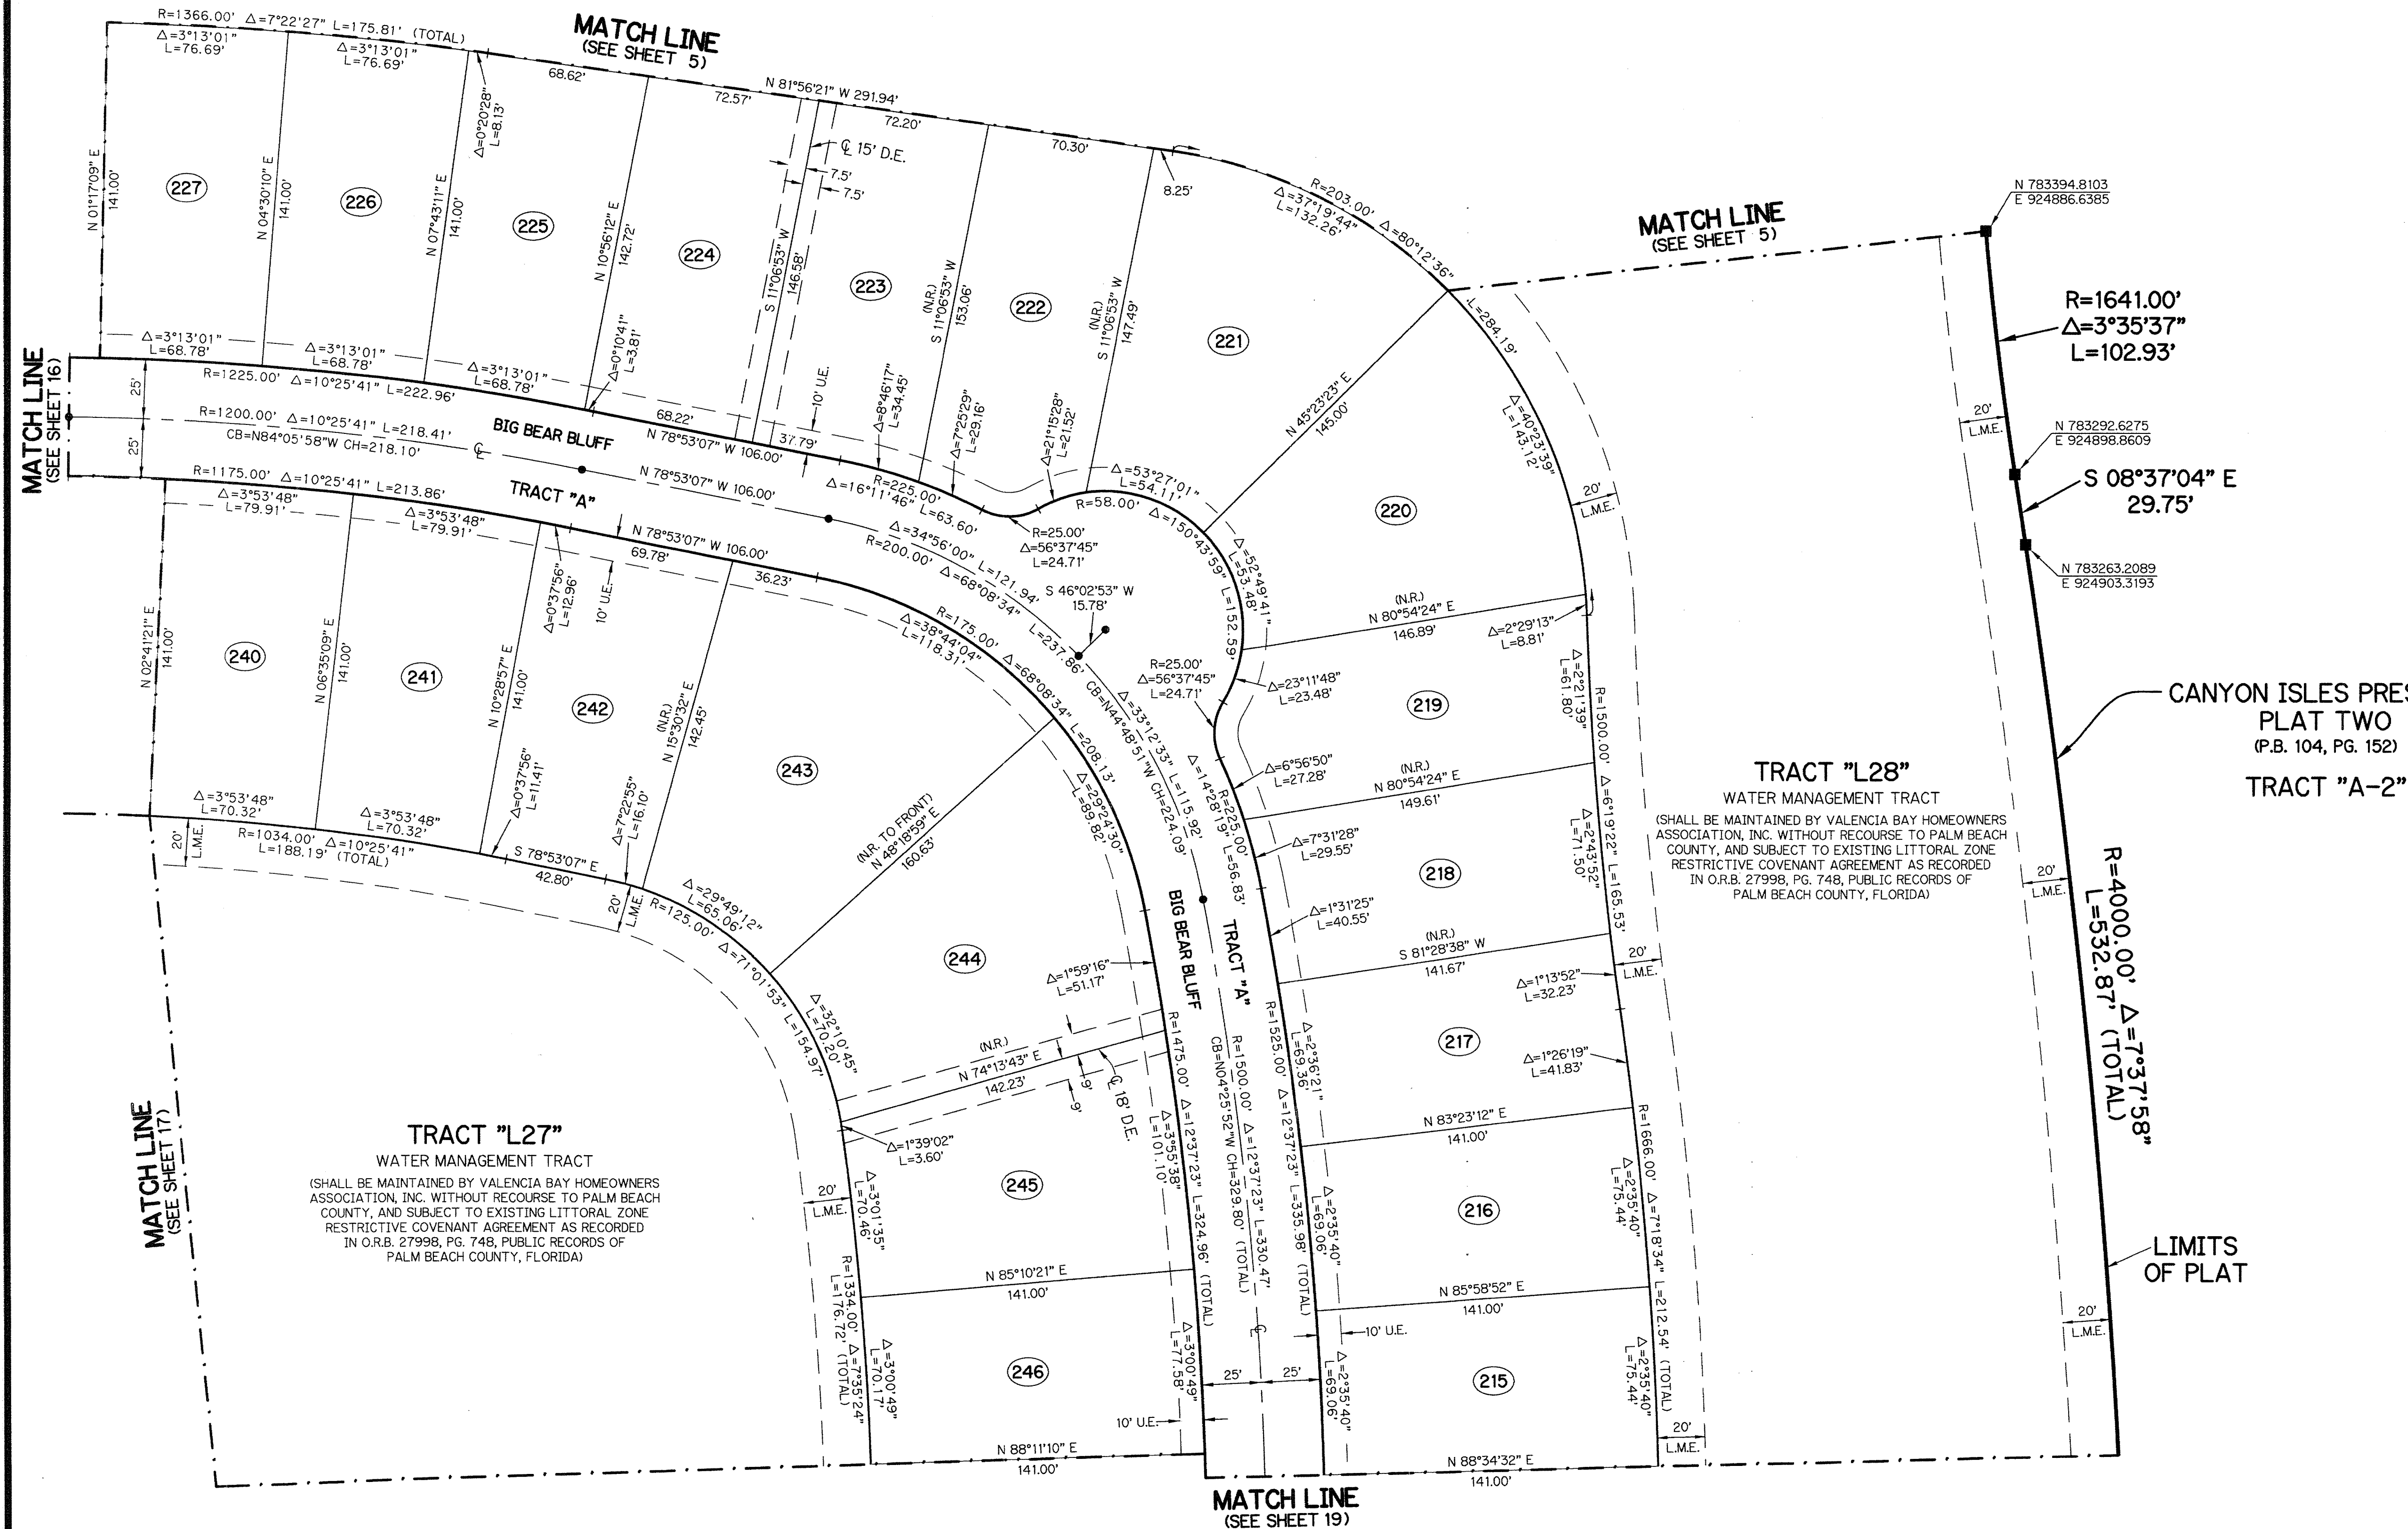 R=1366.00' Δ=7°22'27" L=175.81' (TOTAL)
Δ=3°13'01"
L=76.69'
Δ=3°13'01"
L=76.69'
MATCH LINE
(SEE SHEET 5)
68.62'
72.57'
N 81°56'21" W 291.94'
72.20'
70.30'
8.25'
Δ=0°20'28"
L=8.13'
N 01°17'09" E
141.00'
227
N 04°30'10" E
141.00'
226
N 07°43'11" E
141.00'
225
N 10°56'12" E
142.72'
224
S 11°06'53" W
146.58'
℄ 15' D.E.
7.5'
7.5'
223
(N.R.)
S 11°06'53" W
153.06'
222
(N.R.)
S 11°06'53" W
147.49'
221
R=203.00' Δ=80°12'36"
L=284.19'
Δ=37°19'44"
L=132.26'
MATCH LINE
(SEE SHEET 5)
N 783394.8103
E 924886.6385
R=1641.00'
Δ=3°35'37"
L=102.93'
20'
L.M.E.
N 783292.6275
E 924898.8609
S 08°37'04" E
29.75'
N 783263.2089
E 924903.3193
CANYON ISLES PRES
PLAT TWO
(P.B. 104, PG. 152)
TRACT "A-2"
MATCH LINE
(SEE SHEET 16)
Δ=3°13'01"
L=68.78'
Δ=3°13'01"
L=68.78'
Δ=3°13'01"
L=68.78'
Δ=0°10'41"
L=3.81'
R=1225.00' Δ=10°25'41" L=222.96'
25'
25'
R=1200.00' Δ=10°25'41" L=218.41'
CB=N84°05'58"W CH=218.10'
℄
BIG BEAR BLUFF
68.22'
N 78°53'07" W 106.00'
37.79'
10' U.E.
Δ=8°46'17"
L=34.45'
Δ=7°25'29"
L=29.16'
Δ=21°15'28"
L=21.52'
Δ=53°27'01"
L=54.11'
N 45°23'23" E
145.00'
Δ=40°23'39"
L=143.12'
20'
L.M.E.
220
R=1175.00' Δ=10°25'41" L=213.86'
TRACT "A"
N 78°53'07" W 106.00'
R=225.00'
Δ=16°11'46" L=63.60'
R=58.00' Δ=150°43'59" L=152.59'
R=25.00'
Δ=56°37'45"
L=24.71'
Δ=52°49'41"
L=53.48'
Δ=3°53'48"
L=79.91'
Δ=3°53'48"
L=79.91'
N 78°53'07" W 106.00'
69.78'
36.23'
Δ=34°56'00" L=121.94'
R=200.00' Δ=68°08'34" L=237.86' CB=N44°48'51"W CH=224.09'
S 46°02'53" W
15.78'
Δ=0°37'56"
L=12.96'
10' U.E.
(N.R.)
N 80°54'24" E
146.89'
Δ=2°29'13"
L=8.81'
N 02°41'21" E
141.00'
240
N 06°35'09" E
141.00'
241
N 10°28'57" E
141.00'
242
(N.R.)
N 15°30'32" E
142.45'
243
R=175.00' Δ=68°08'34" L=208.13'
Δ=38°44'04"
L=118.31'
R=25.00'
Δ=56°37'45"
L=24.71'
Δ=23°11'48"
L=23.48'
219
Δ=2°21'39"
L=61.80'
R=1500.00' Δ=6°19'22" L=165.53'
Δ=33°12'33" L=115.92'
Δ=14°28'19" L=56.83'
R=225.00'
Δ=6°56'50"
L=27.28'
(N.R.)
N 80°54'24" E
149.61'
(N.R. TO FRONT)
N 48°18'59" E
160.63'
Δ=29°24'30"
L=89.82'
Δ=7°31'28"
L=29.55'
218
Δ=2°43'52"
L=71.50'
TRACT "L28"
WATER MANAGEMENT TRACT
(SHALL BE MAINTAINED BY VALENCIA BAY HOMEOWNERS
ASSOCIATION, INC. WITHOUT RECOURSE TO PALM BEACH
COUNTY, AND SUBJECT TO EXISTING LITTORAL ZONE
RESTRICTIVE COVENANT AGREEMENT AS RECORDED
IN O.R.B. 27998, PG. 748, PUBLIC RECORDS OF
PALM BEACH COUNTY, FLORIDA)
20'
L.M.E.
R=4000.00' Δ=7°37'58"
L=532.87' (TOTAL)
Δ=3°53'48"
L=70.32'
Δ=3°53'48"
L=70.32'
20'
L.M.E.
R=1034.00' Δ=10°25'41"
L=188.19' (TOTAL)
Δ=0°37'56"
L=11.41'
Δ=7°22'55"
L=16.10'
S 78°53'07" E
42.80'
20'
L.M.E.
Δ=29°49'12"
L=65.06'
R=125.00' Δ=71°01'53" L=154.97'
244
Δ=32°10'45"
L=70.20'
Δ=1°59'16"
L=51.17'
BIG BEAR BLUFF
TRACT "A"
Δ=1°31'25"
L=40.55'
(N.R.)
S 81°28'38" W
141.67'
20'
L.M.E.
Δ=1°13'52"
L=32.23'
217
Δ=1°26'19"
L=41.83'
(N.R.)
N 74°13'43" E
142.23'
9'
9'
℄ 18' D.E.
R=1475.00' Δ=12°37'23" L=324.96' (TOTAL)
CB=N04°25'52"W CH=329.80' (TOTAL)
R=1500.00' Δ=12°37'23" L=330.47'
R=1525.00' Δ=12°37'23" L=335.98' (TOTAL)
Δ=2°36'21"
L=69.36'
N 83°23'12" E
141.00'
R=1666.00' Δ=7°18'34" L=212.54' (TOTAL)
MATCH LINE
(SEE SHEET 17)
TRACT "L27"
WATER MANAGEMENT TRACT
(SHALL BE MAINTAINED BY VALENCIA BAY HOMEOWNERS
ASSOCIATION, INC. WITHOUT RECOURSE TO PALM BEACH
COUNTY, AND SUBJECT TO EXISTING LITTORAL ZONE
RESTRICTIVE COVENANT AGREEMENT AS RECORDED
IN O.R.B. 27998, PG. 748, PUBLIC RECORDS OF
PALM BEACH COUNTY, FLORIDA)
Δ=1°39'02"
L=3.60'
20'
L.M.E.
Δ=3°01'35"
L=70.46'
245
Δ=3°55'38"
L=101.10'
Δ=2°35'40"
L=69.06'
216
Δ=2°35'40"
L=75.44'
LIMITS
OF PLAT
N 85°10'21" E
141.00'
N 85°58'52" E
141.00'
R=1334.00' Δ=7°35'24"
L=176.72' (TOTAL)
Δ=3°00'49"
L=70.17'
246
Δ=3°00'49"
L=77.58'
℄
10' U.E.
25'
25'
Δ=2°35'40"
L=69.06'
215
Δ=2°35'40"
L=75.44'
20'
L.M.E.
10' U.E.
20'
L.M.E.
N 88°11'10" E
141.00'
N 88°34'32" E
141.00'
MATCH LINE
(SEE SHEET 19)